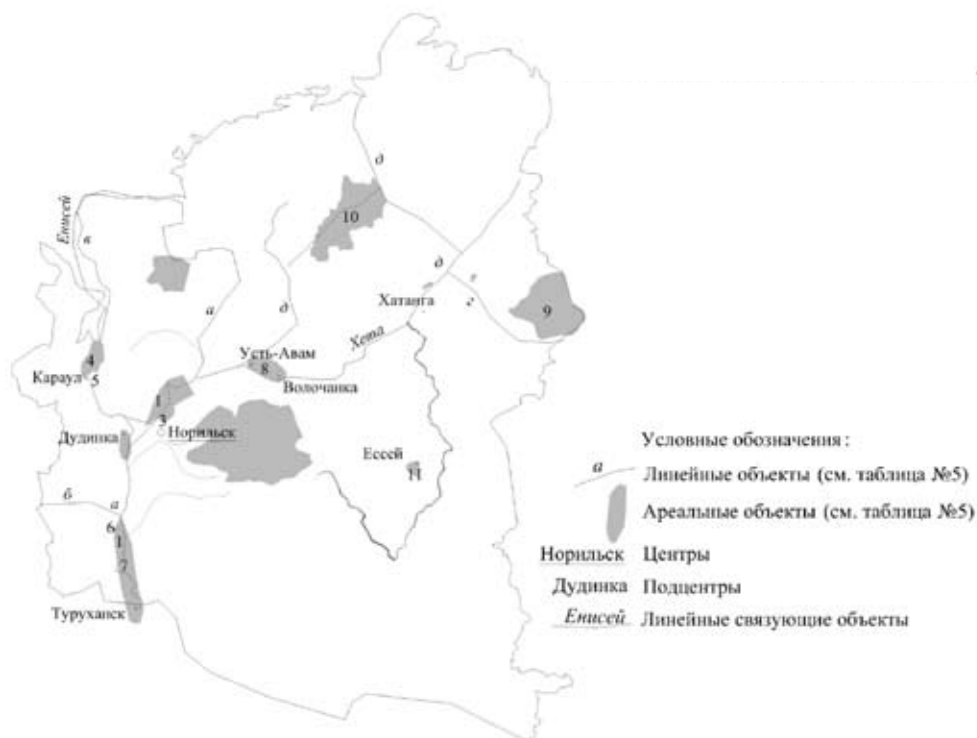 д
10
Енисей
в
а
д
д
Хатанга
г
9
Хета
4
Караул
5
Усть-Авам
8
Волочанка
1
3
Норильск
Дудинка
Ессей
11
б
а
6
1
7
Туруханск
Условные обозначения:
а Линейные объекты (см. таблица №5)
Ареальные объекты (см. таблица №5)
Норильск Центры
Дудинка Подцентры
Енисей Линейные связующие объекты